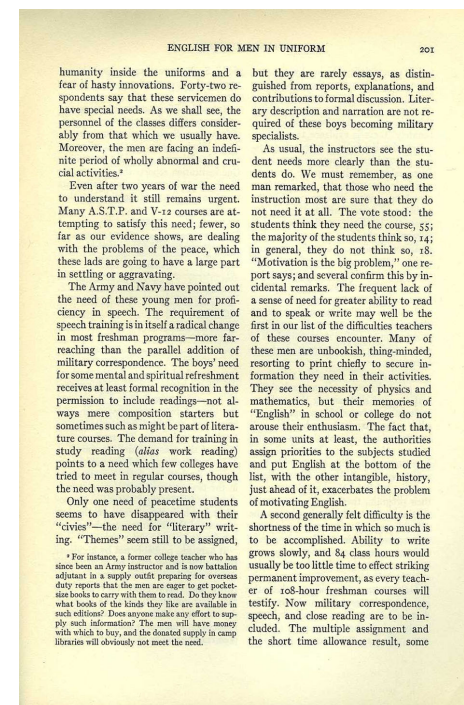 ENGLISH FOR MEN IN UNIFORM 201
humanity inside the uniforms and a
fear of hasty innovations. Forty-two re-
spondents say that these servicemen do
have special needs. As we shall see, the
personnel of the classes differs consider-
ably from that which we usually have.
Moreover, the men are facing an indefi-
nite period of wholly abnormal and cru-
cial activities.²
Even after two years of war the need
to understand it still remains urgent.
Many A.S.T.P. and V-12 courses are at-
tempting to satisfy this need; fewer, so
far as our evidence shows, are dealing
with the problems of the peace, which
these lads are going to have a large part
in settling or aggravating.
The Army and Navy have pointed out
the need of these young men for profi-
ciency in speech. The requirement of
speech training is in itself a radical change
in most freshman programs—more far-
reaching than the parallel addition of
military correspondence. The boys' need
for some mental and spiritual refreshment
receives at least formal recognition in the
permission to include readings—not al-
ways mere composition starters but
sometimes such as might be part of litera-
ture courses. The demand for training in
study reading (alias work reading)
points to a need which few colleges have
tried to meet in regular courses, though
the need was probably present.
Only one need of peacetime students
seems to have disappeared with their
"civies"—the need for "literary" writ-
ing. "Themes" seem still to be assigned,
² For instance, a former college teacher who has
since been an Army instructor and is now battalion
adjutant in a supply outfit preparing for overseas
duty reports that the men are eager to get pocket-
size books to carry with them to read. Do they know
what books of the kinds they like are available in
such editions? Does anyone make any effort to sup-
ply such information? The men will have money
with which to buy, and the donated supply in camp
libraries will obviously not meet the need.
but they are rarely essays, as distin-
guished from reports, explanations, and
contributions to formal discussion. Liter-
ary description and narration are not re-
quired of these boys becoming military
specialists.
As usual, the instructors see the stu-
dent needs more clearly than the stu-
dents do. We must remember, as one
man remarked, that those who need the
instruction most are sure that they do
not need it at all. The vote stood: the
students think they need the course, 55;
the majority of the students think so, 14;
in general, they do not think so, 18.
"Motivation is the big problem," one re-
port says; and several confirm this by in-
cidental remarks. The frequent lack of
a sense of need for greater ability to read
and to speak or write may well be the
first in our list of the difficulties teachers
of these courses encounter. Many of
these men are unbookish, thing-minded,
resorting to print chiefly to secure in-
formation they need in their activities.
They see the necessity of physics and
mathematics, but their memories of
"English" in school or college do not
arouse their enthusiasm. The fact that,
in some units at least, the authorities
assign priorities to the subjects studied
and put English at the bottom of the
list, with the other intangible, history,
just ahead of it, exacerbates the problem
of motivating English.
A second generally felt difficulty is the
shortness of the time in which so much is
to be accomplished. Ability to write
grows slowly, and 84 class hours would
usually be too little time to effect striking
permanent improvement, as every teach-
er of 108-hour freshman courses will
testify. Now military correspondence,
speech, and close reading are to be in-
cluded. The multiple assignment and
the short time allowance result, some